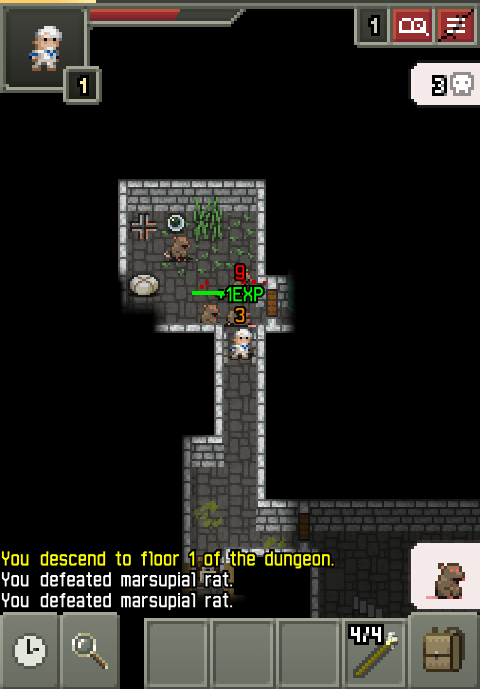 1
1
3
9
1EXP
3
You descend to floor 1 of the dungeon.
You defeated marsupial rat.
You defeated marsupial rat.
4/4